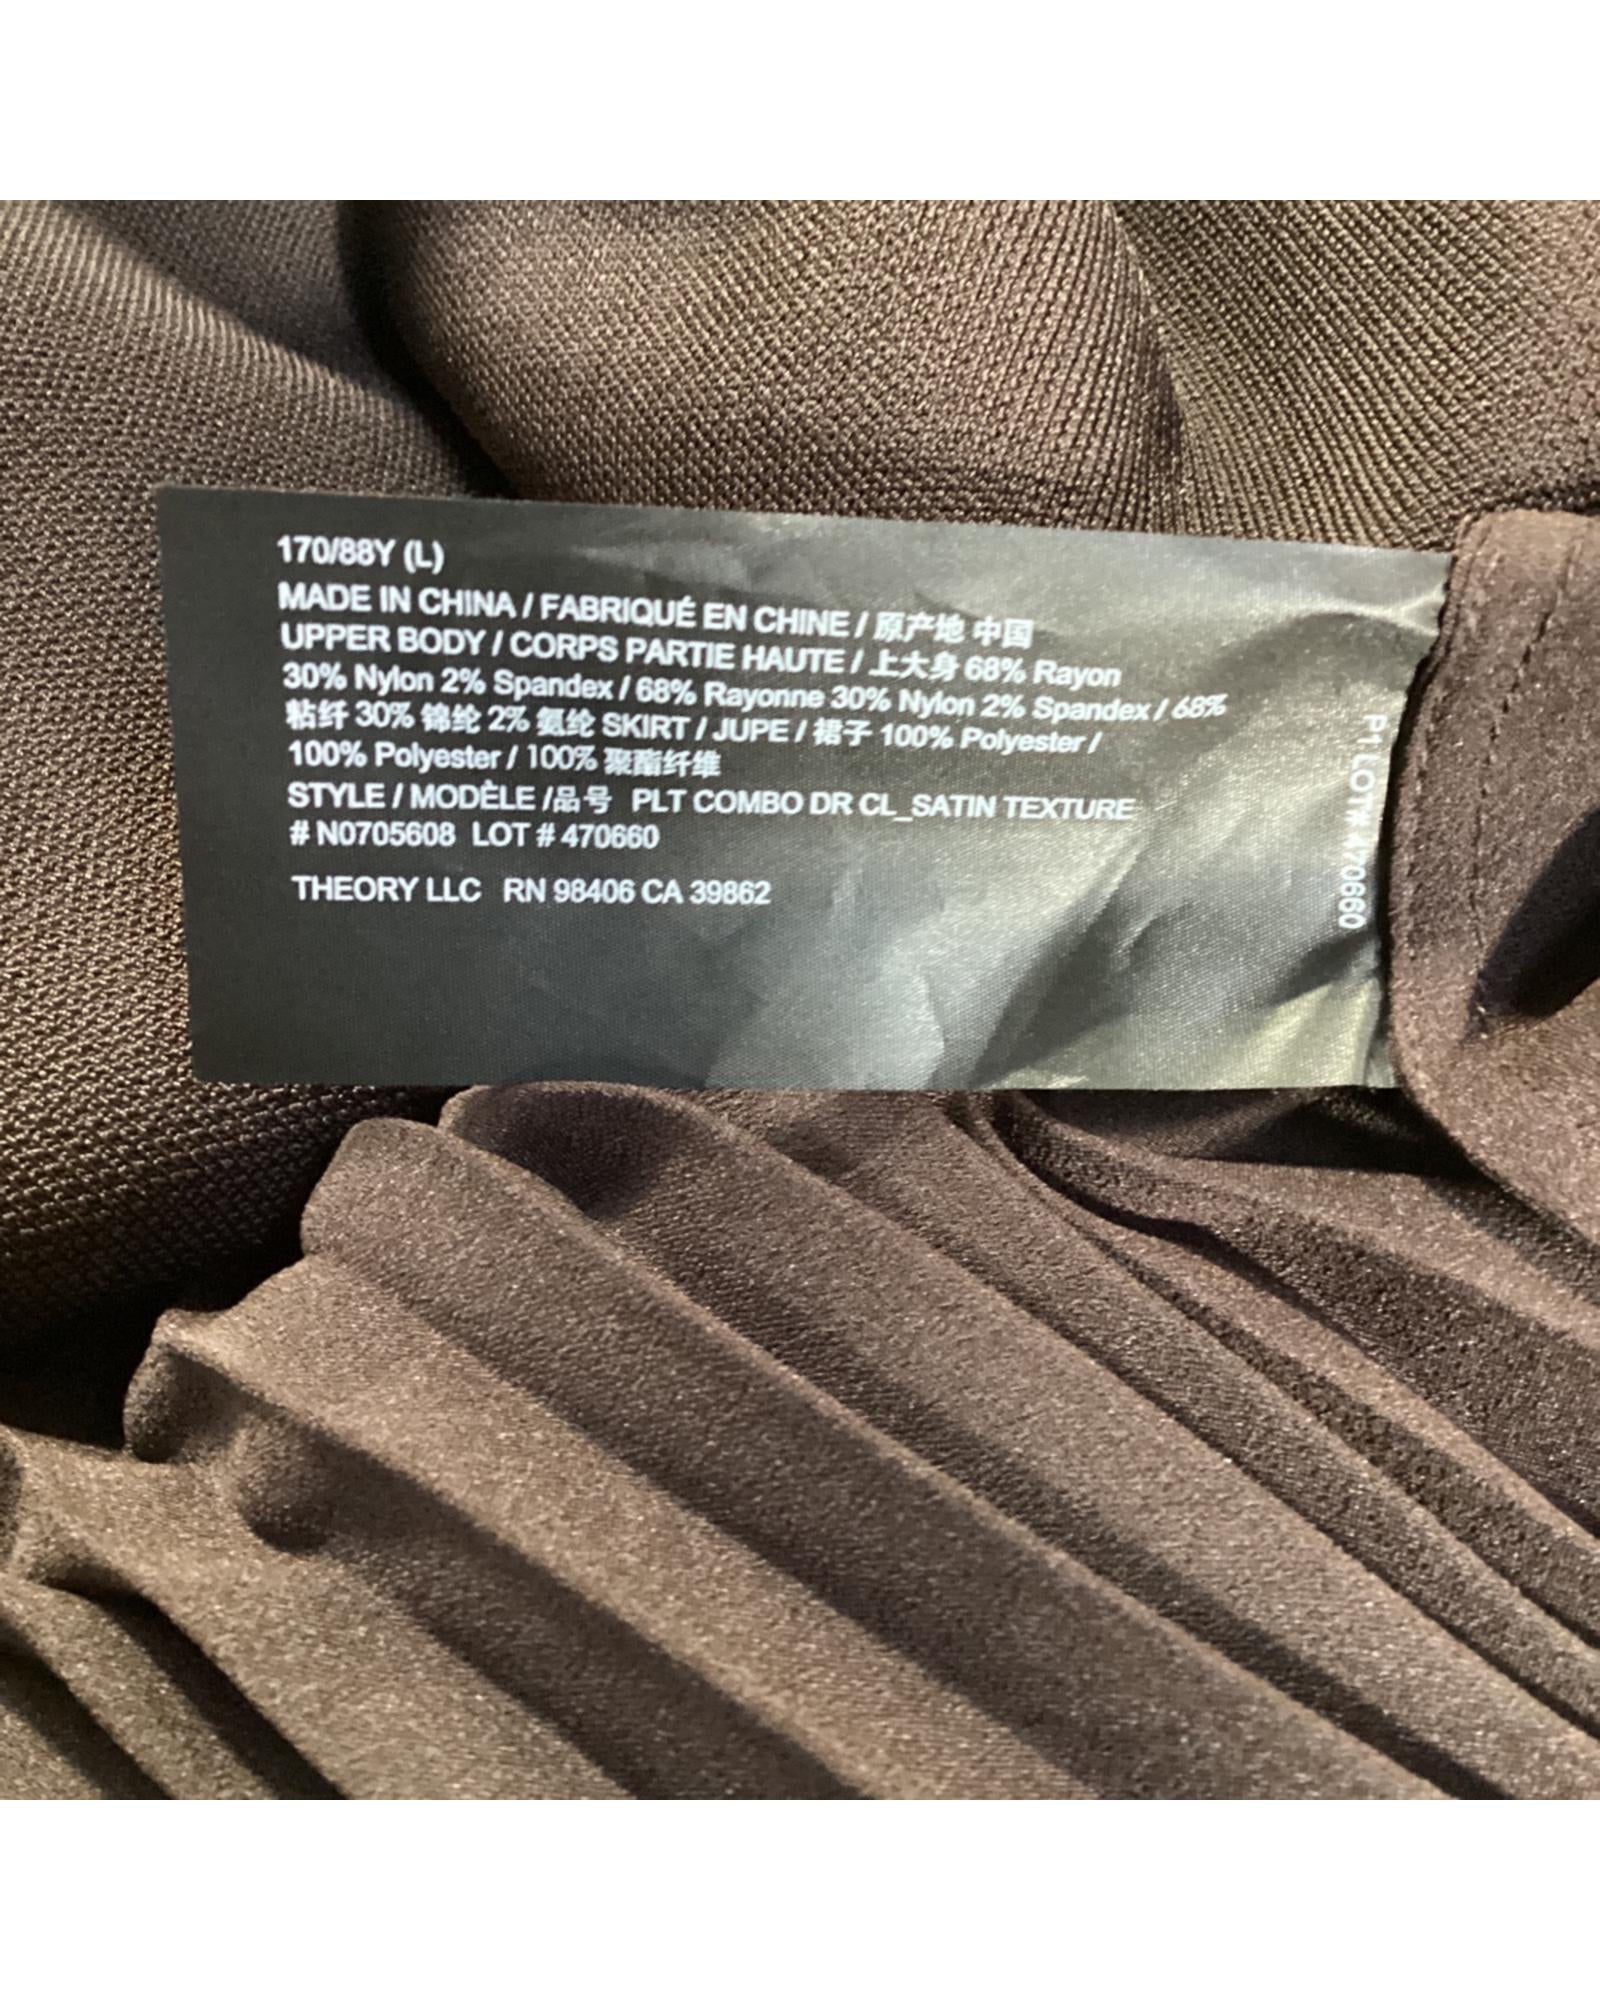 170/88Y (L)
MADE IN CHINA / FABRIQUÉ EN CHINE / 原产地 中国
UPPER BODY / CORPS PARTIE HAUTE / 上大身 68% Rayon
30% Nylon 2% Spandex / 68% Rayonne 30% Nylon 2% Spandex / 68%
粘纤 30% 锦纶 2% 氨纶 SKIRT / JUPE / 裙子 100% Polyester /
100% Polyester / 100% 聚酯纤维
STYLE / MODÈLE /品号 PLT COMBO DR CL_SATIN TEXTURE
# N0705608 LOT # 470660
THEORY LLC RN 98406 CA 39862
P1 LOT# 470660